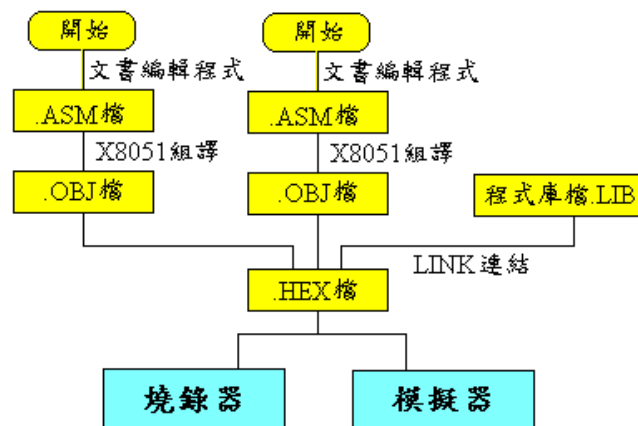 開始
開始
文書編輯程式
文書編輯程式
.ASM檔
.ASM檔
X8051組譯
X8051組譯
.OBJ檔
.OBJ檔
程式庫檔.LIB
LINK連結
.HEX檔
燒錄器
模擬器